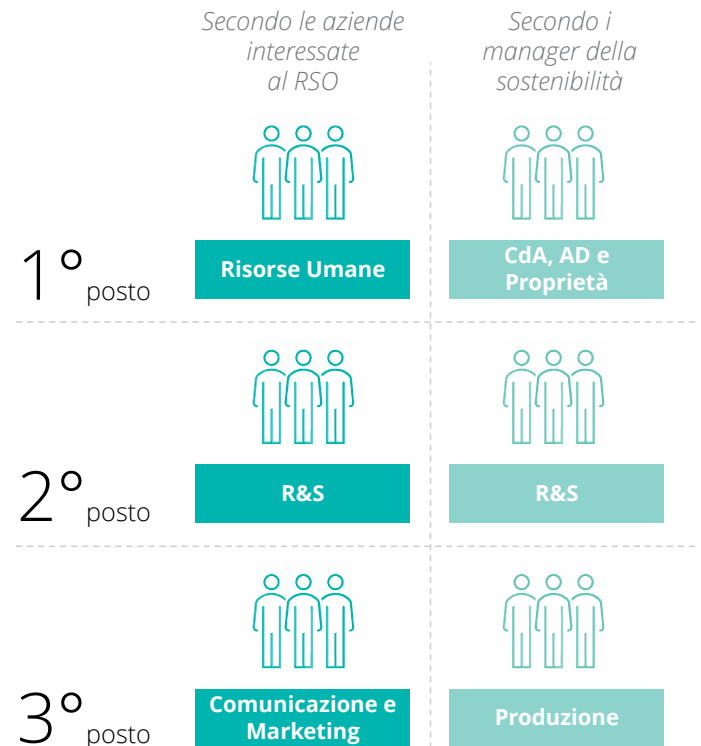 Secondo le aziende
interessate
al RSO
Secondo i
manager della
sostenibilità
1° posto
Risorse Umane
CdA, AD e
Proprietà
2° posto
R&S
R&S
3° posto
Comunicazione e
Marketing
Produzione